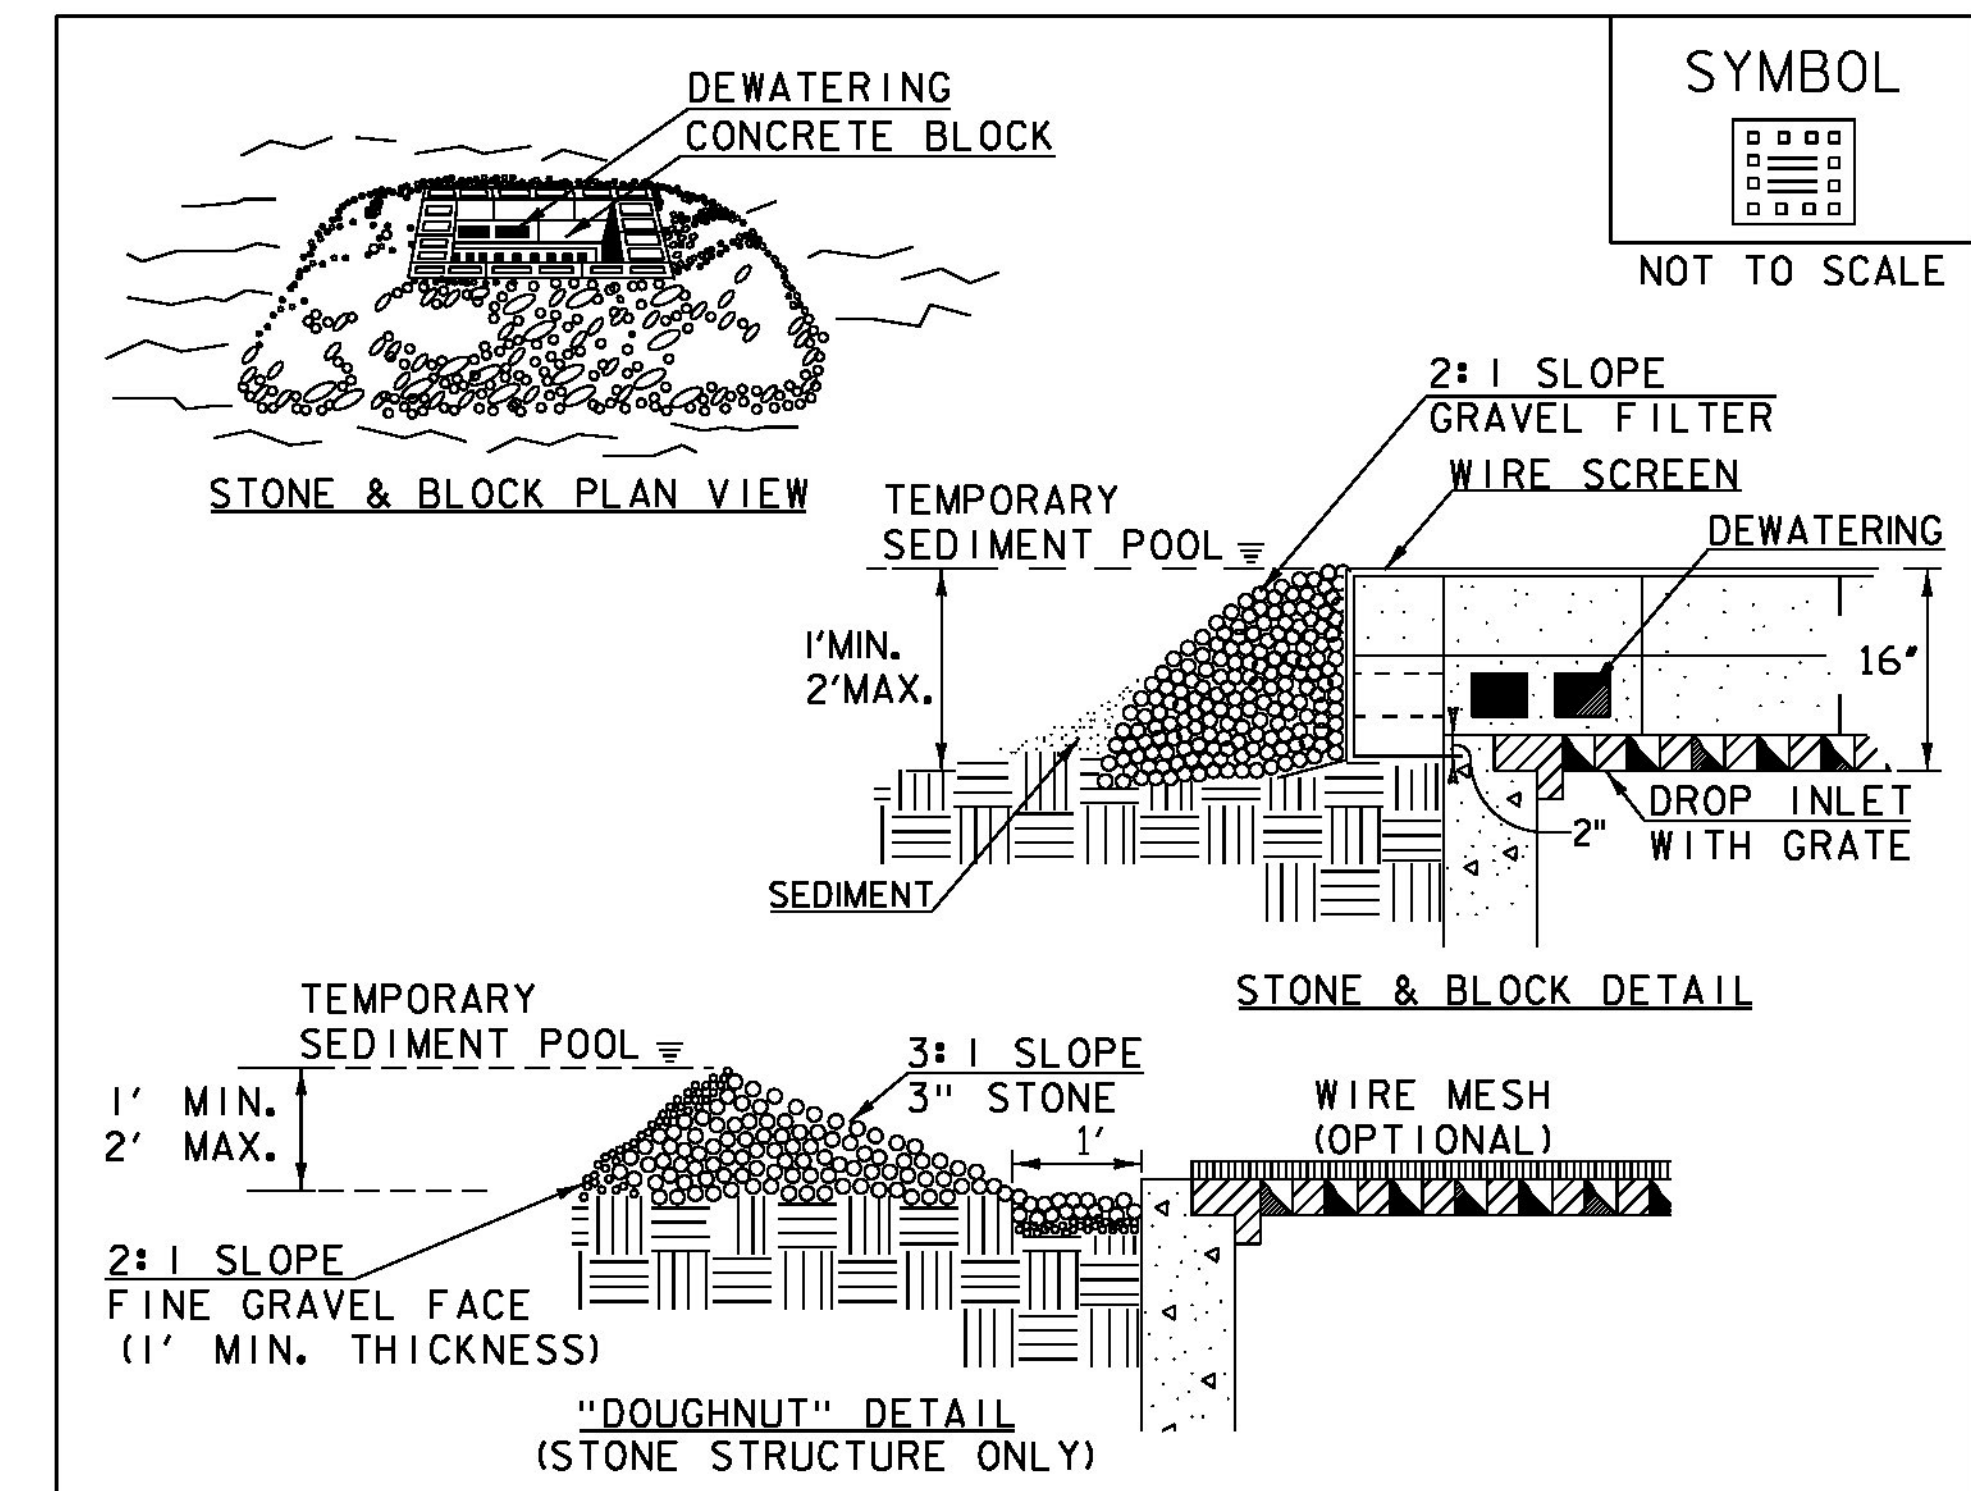 SYMBOL
NOT TO SCALE
DEWATERING
CONCRETE BLOCK
STONE & BLOCK PLAN VIEW
2:1 SLOPE
GRAVEL FILTER
WIRE SCREEN
DEWATERING
TEMPORARY
SEDIMENT POOL
1'MIN.
2'MAX.
16"
DROP INLET
WITH GRATE
2"
SEDIMENT
STONE & BLOCK DETAIL
TEMPORARY
SEDIMENT POOL
1' MIN.
2' MAX.
3:1 SLOPE
3" STONE
1'
WIRE MESH
(OPTIONAL)
2:1 SLOPE
FINE GRAVEL FACE
(1' MIN. THICKNESS)
"DOUGHNUT" DETAIL
(STONE STRUCTURE ONLY)